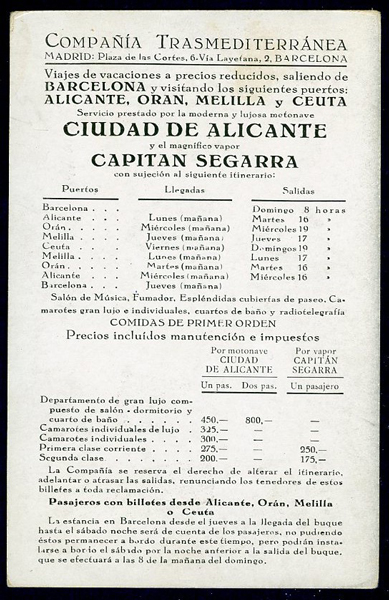 COMPAÑÍA TRASMEDITERRÁNEA
MADRID: Plaza de las Cortes, 6-Vía Layetana, 2, BARCELONA
Viajes de vacaciones a precios reducidos, saliendo de
BARCELONA y visitando los siguientes puertos:
ALICANTE, ORAN, MELILLA y CEUTA
Servicio prestado por la moderna y lujosa motonave
CIUDAD DE ALICANTE
y el magnífico vapor
CAPITAN SEGARRA
con sujeción al siguiente itinerario:
Puertos Llegadas Salidas
Barcelona . . . Domingo 8 horas
Alicante . . . Lunes (mañana) Martes 16 »
Orán. . . . Miércoles (mañana) Miércoles 19 »
Melilla . . . Jueves (mañana) Jueves 17 »
Ceuta . . . Viernes (mañana) Domingos 19 »
Melilla . . . Lunes (mañana) Lunes 17 »
Orán. . . . Martes (mañana) Martes 16 »
Alicante . . . Miércoles (mañana) Miércoles 16 »
Barcelona . . . Jueves (mañana)
Salón de Música, Fumador, Espléndidas cubiertas de paseo, Ca-
marotes gran lujo e individuales, cuartos de baño y radiotelegrafía
COMIDAS DE PRIMER ORDEN
Precios incluídos manutención e impuestos
Por motonave CIUDAD DE ALICANTE Por vapor CAPITÁN SEGARRA
Un pas. Dos pas. Un pasajero
Departamento de gran lujo com-
puesto de salón - dormitorio y
cuarto de baño . . . . . . 450,— 800,— —
Camarotes individuales de lujo . 325,— — —
Camarotes individuales . . . . 300,— — —
Primera clase corriente . . . . 275,— — 250,—
Segunda clase. . . . . . . 200,— — 175,—
La Compañía se reserva el derecho de alterar el itinerario,
adelantar o atrasar las salidas, renunciando los tenedores de estos
billetes a toda reclamación.
Pasajeros con billetes desde Alicante, Orán, Melilla
o Ceuta
La estancia en Barcelona desde el jueves a la llegada del buque
hasta el sábado noche será de cuenta de los pasajeros, no pudiendo
éstos permanecer a bordo durante este tiempo, pero podrán insta-
larse a bordo el sábado por la noche anterior a la salida del buque,
que se efectuará a 8 de la mañana del domingo.